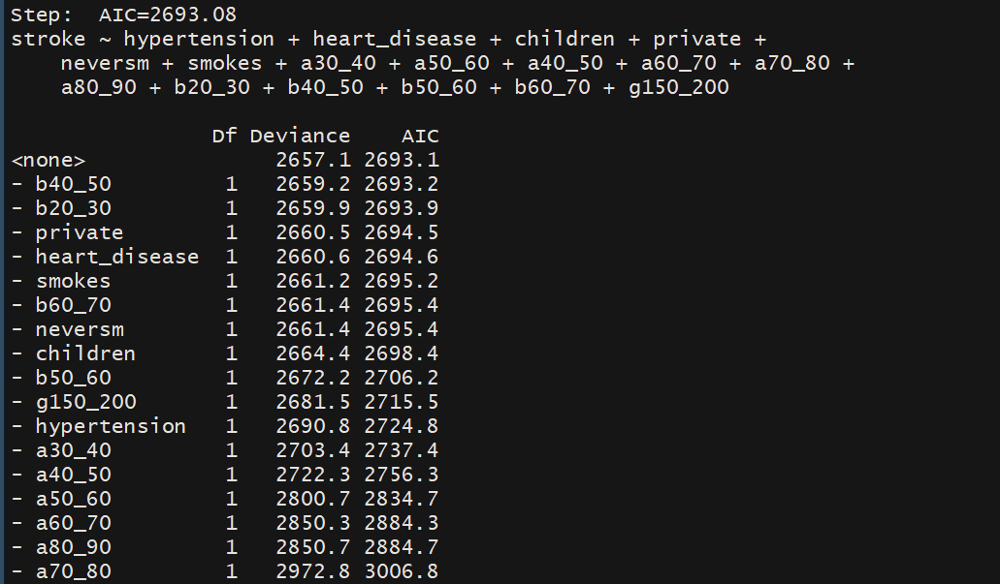 Step:  AIC=2693.08
stroke ~ hypertension + heart_disease + children + private +
    neversm + smokes + a30_40 + a50_60 + a40_50 + a60_70 + a70_80 +
    a80_90 + b20_30 + b40_50 + b50_60 + b60_70 + g150_200

                Df Deviance    AIC
<none>               2657.1 2693.1
- b40_50         1   2659.2 2693.2
- b20_30         1   2659.9 2693.9
- private        1   2660.5 2694.5
- heart_disease  1   2660.6 2694.6
- smokes         1   2661.2 2695.2
- b60_70         1   2661.4 2695.4
- neversm        1   2661.4 2695.4
- children       1   2664.4 2698.4
- b50_60         1   2672.2 2706.2
- g150_200       1   2681.5 2715.5
- hypertension   1   2690.8 2724.8
- a30_40         1   2703.4 2737.4
- a40_50         1   2722.3 2756.3
- a50_60         1   2800.7 2834.7
- a60_70         1   2850.3 2884.3
- a80_90         1   2850.7 2884.7
- a70_80         1   2972.8 3006.8